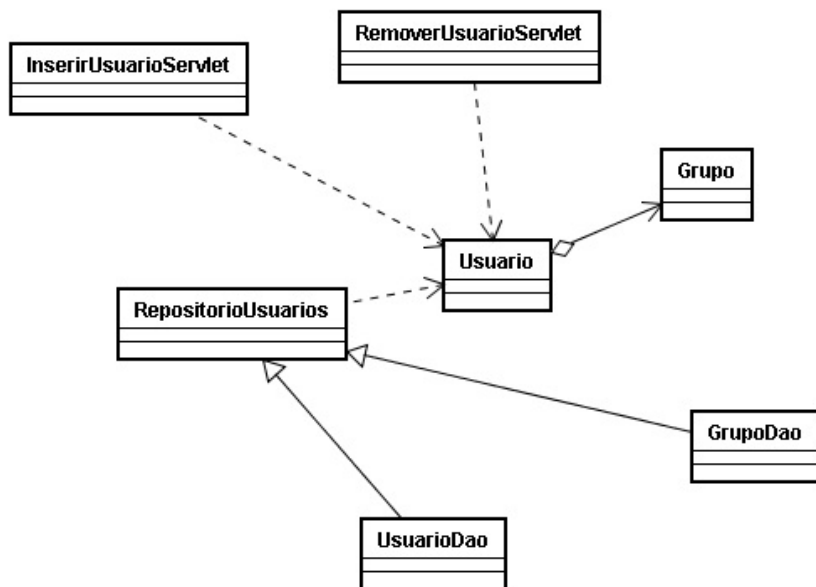 RemoverUsuarioServlet
InserirUsuarioServlet
Grupo
Usuario
RepositorioUsuarios
GrupoDao
UsuarioDao